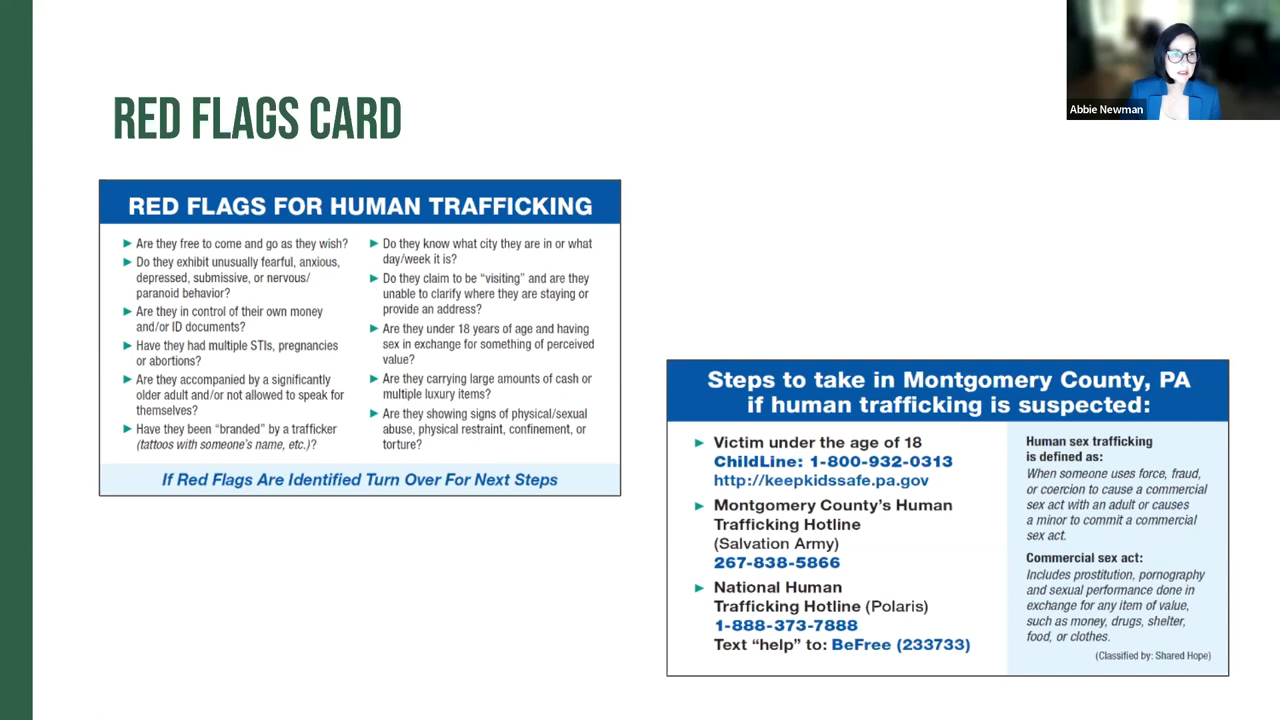 Abbie Newman
RED FLAGS CARD
RED FLAGS FOR HUMAN TRAFFICKING
▶ Are they free to come and go as they wish?
▶ Do they exhibit unusually fearful, anxious,
depressed, submissive, or nervous/
paranoid behavior?
▶ Are they in control of their own money
and/or ID documents?
▶ Have they had multiple STIs, pregnancies
or abortions?
▶ Are they accompanied by a significantly
older adult and/or not allowed to speak for
themselves?
▶ Have they been “branded” by a trafficker
(tattoos with someone’s name, etc.)?
▶ Do they know what city they are in or what
day/week it is?
▶ Do they claim to be “visiting” and are they
unable to clarify where they are staying or
provide an address?
▶ Are they under 18 years of age and having
sex in exchange for something of perceived
value?
▶ Are they carrying large amounts of cash or
multiple luxury items?
▶ Are they showing signs of physical/sexual
abuse, physical restraint, confinement, or
torture?
If Red Flags Are Identified Turn Over For Next Steps
Steps to take in Montgomery County, PA
if human trafficking is suspected:
▶ Victim under the age of 18
ChildLine: 1-800-932-0313
http://keepkidssafe.pa.gov
▶ Montgomery County’s Human
Trafficking Hotline
(Salvation Army)
267-838-5866
▶ National Human
Trafficking Hotline (Polaris)
1-888-373-7888
Text “help” to: BeFree (233733)
Human sex trafficking
is defined as:
When someone uses force, fraud,
or coercion to cause a commercial
sex act with an adult or causes
a minor to commit a commercial
sex act.
Commercial sex act:
Includes prostitution, pornography
and sexual performance done in
exchange for any item of value,
such as money, drugs, shelter,
food, or clothes.
(Classified by: Shared Hope)